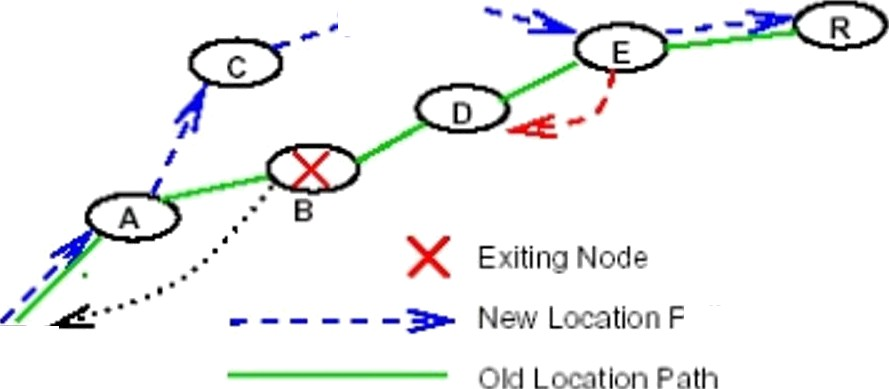 R
E
C
D
A
B
Exiting Node
New Location
Old Location Path